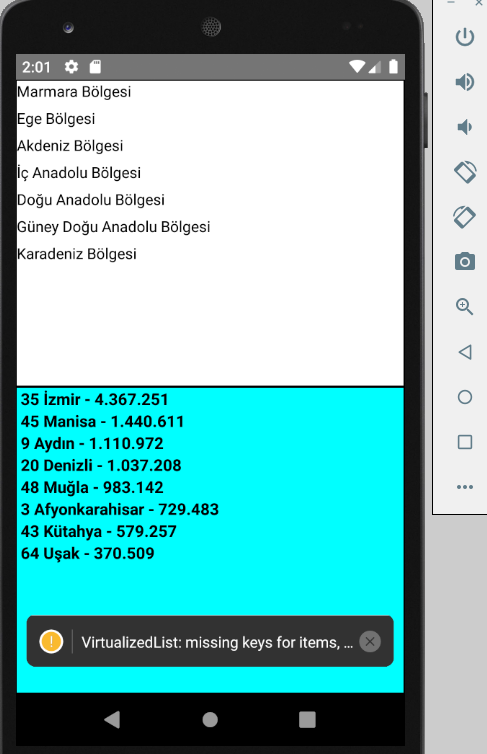 2:01
Marmara Bölgesi
Ege Bölgesi
Akdeniz Bölgesi
İç Anadolu Bölgesi
Doğu Anadolu Bölgesi
Güney Doğu Anadolu Bölgesi
Karadeniz Bölgesi
35 İzmir - 4.367.251
45 Manisa - 1.440.611
9 Aydın - 1.110.972
20 Denizli - 1.037.208
48 Muğla - 983.142
3 Afyonkarahisar - 729.483
43 Kütahya - 579.257
64 Uşak - 370.509
VirtualizedList: missing keys for items, ...